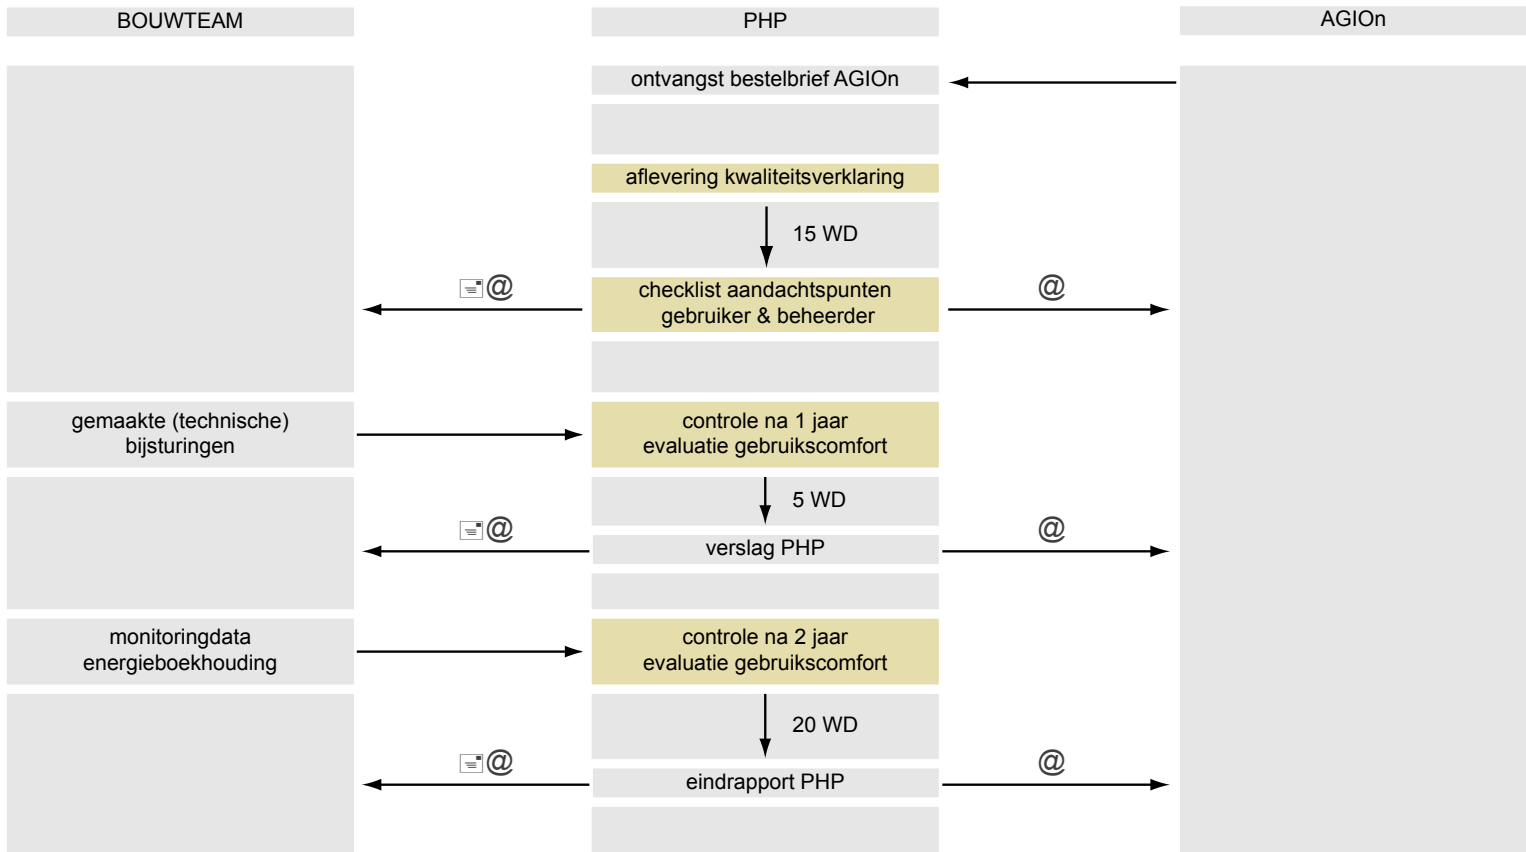 BOUWTEAM
PHP
AGIOn
ontvangst bestelbrief AGIOn
aflevering kwaliteitsverklaring
15 WD
@
checklist aandachtspunten
gebruiker & beheerder
@
gemaakte (technische)
bijsturingen
controle na 1 jaar
evaluatie gebruikscomfort
5 WD
@
verslag PHP
@
monitoringdata
energieboekhouding
controle na 2 jaar
evaluatie gebruikscomfort
20 WD
@
eindrapport PHP
@